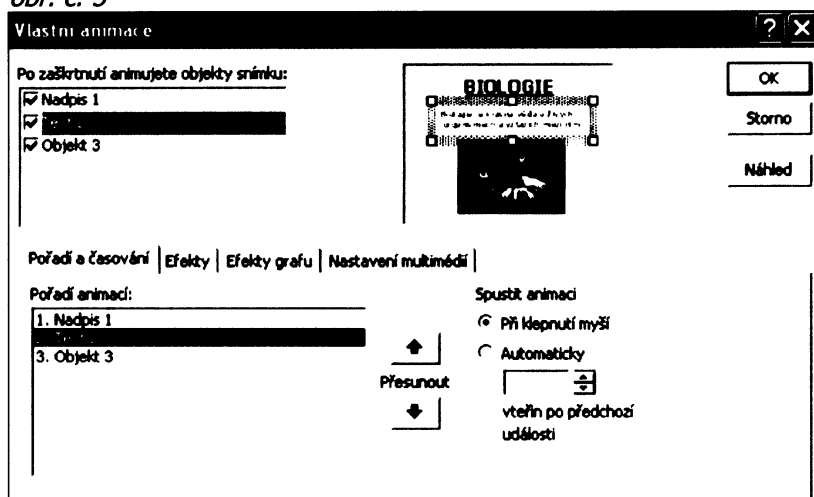 obr. č. 5
Vlastní animace
Po zaškrtnutí animujete objekty snímku:
Nadpis 1
Objekt 3
BIOLOGIE
OK
Storno
Náhled
Pořadí a časování
Efekty
Efekty grafu
Nastavení multimédií
Pořadí animací:
1. Nadpis 1
3. Objekt 3
Přesunout
Spustit animaci
Při klepnutí myší
Automaticky
vteřin po předchozí
události